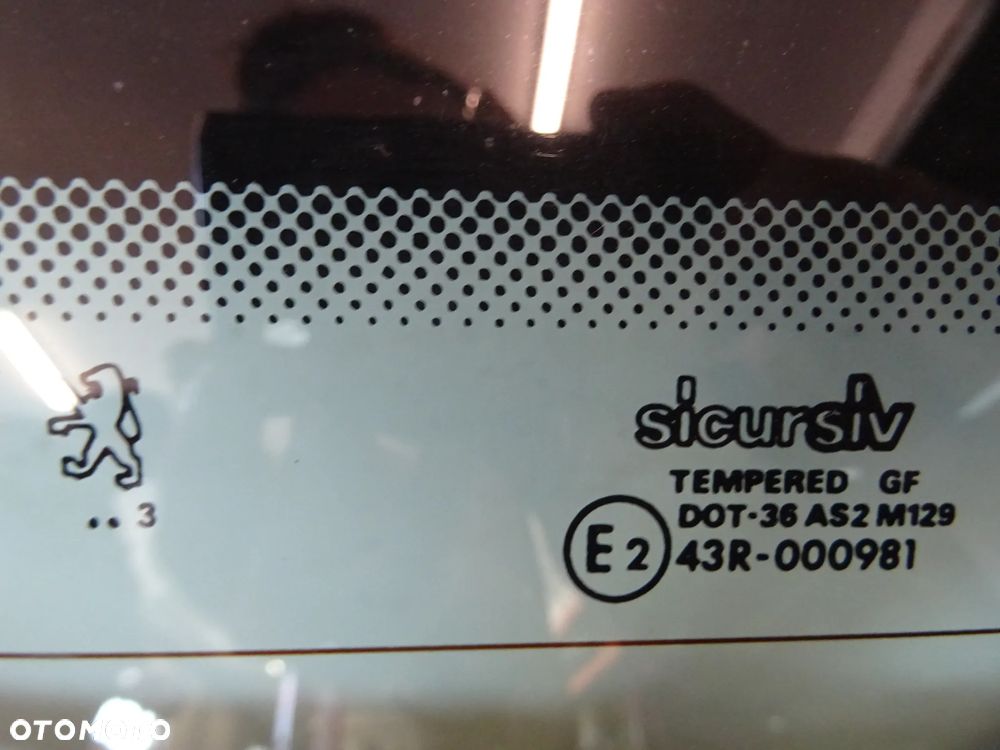 sicursiv
TEMPERED GF
DOT-36 AS2 M129
E2 43R-000981
.. 3
OTOMOTO